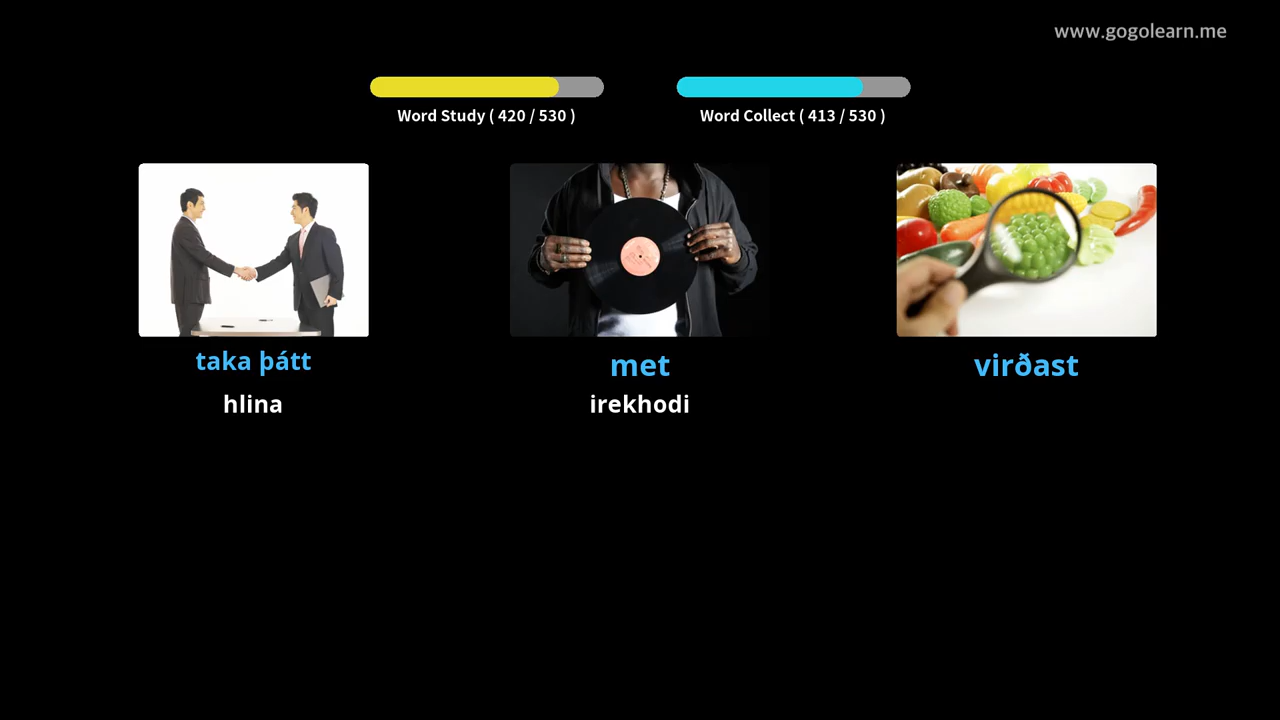 www.gogolearn.me
Word Study ( 420 / 530 )
Word Collect ( 413 / 530 )
taka þátt
met
virðast
hlina
irekhodi